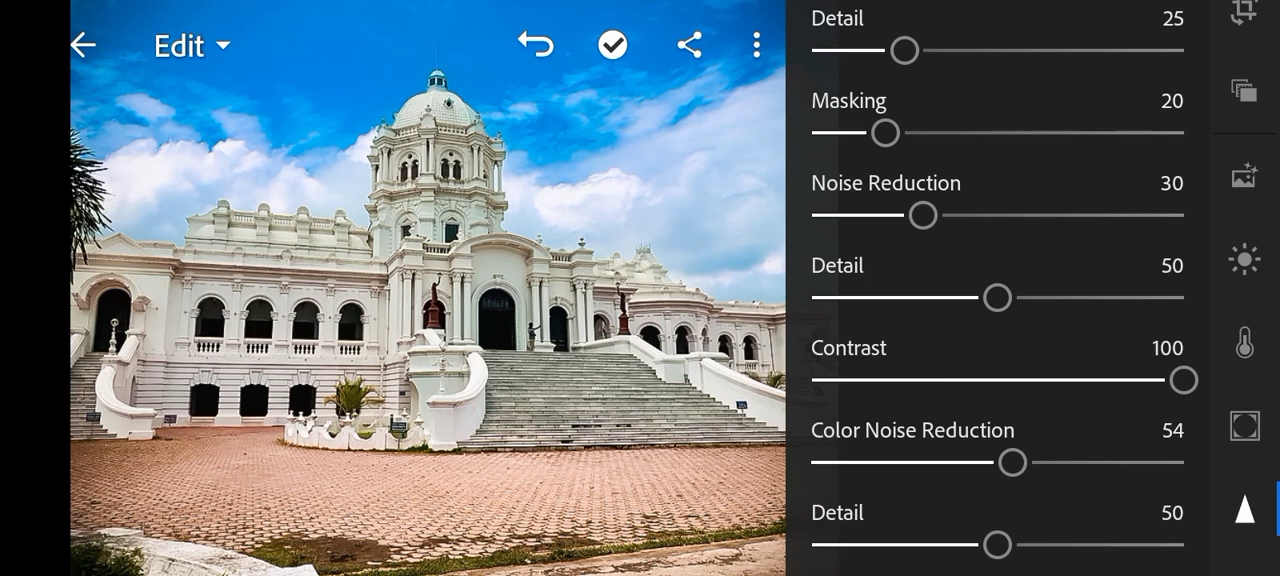 Edit
Detail 25
Masking 20
Noise Reduction 30
Detail 50
Contrast 100
Color Noise Reduction 54
Detail 50